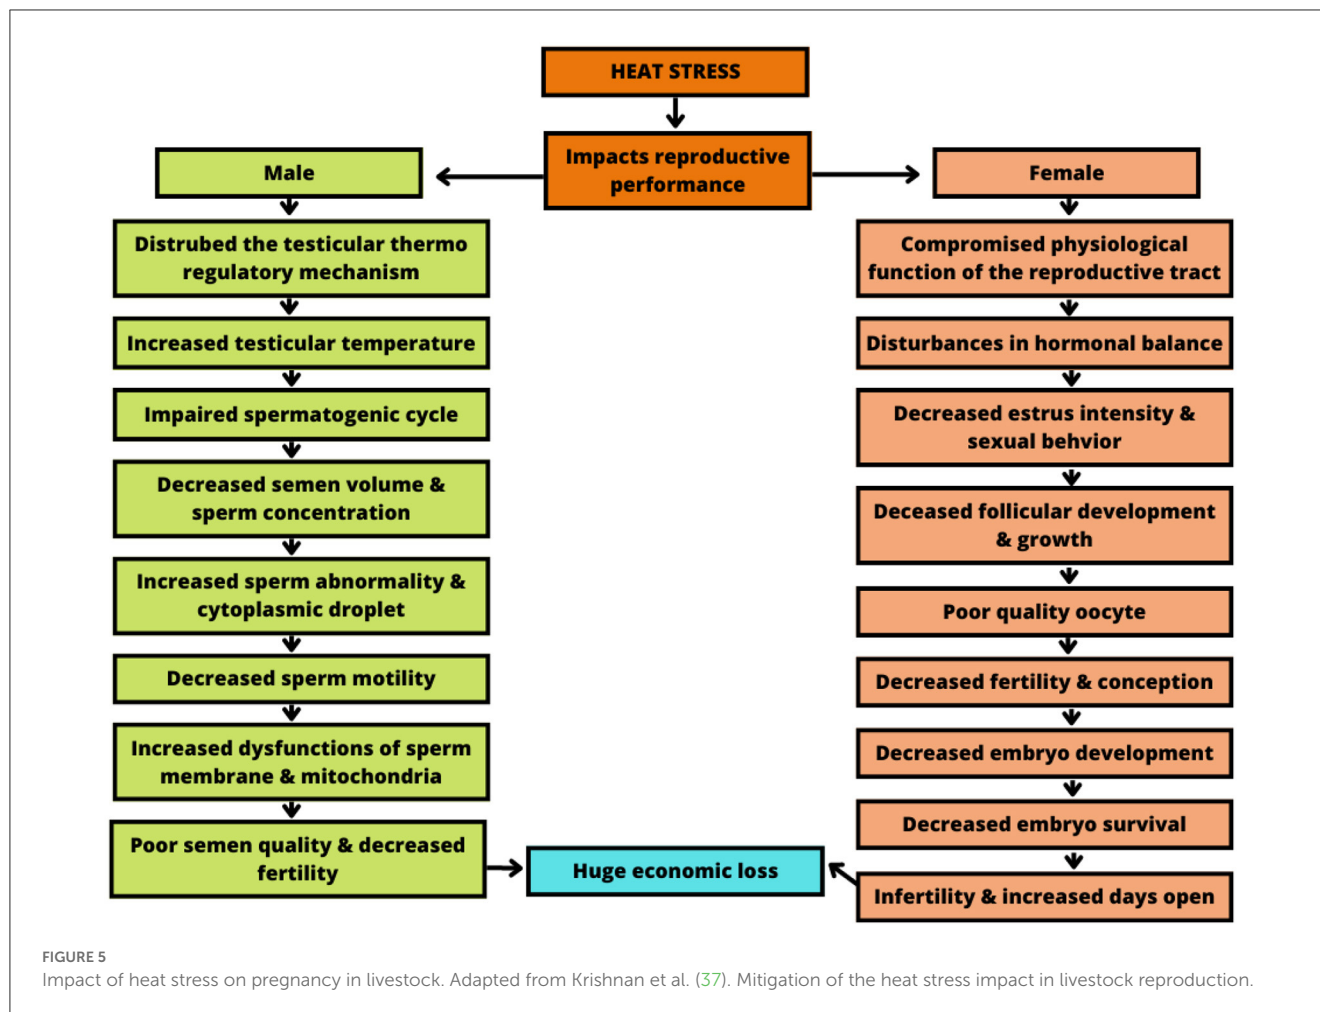 HEAT STRESS
Impacts reproductive
performance
Male
Distrubed the testicular thermo
regulatory mechanism
Increased testicular temperature
Impaired spermatogenic cycle
Decreased semen volume &
sperm concentration
Increased sperm abnormality &
cytoplasmic droplet
Decreased sperm motility
Increased dysfunctions of sperm
membrane & mitochondria
Poor semen quality & decreased
fertility
Female
Compromised physiological
function of the reproductive tract
Disturbances in hormonal balance
Decreased estrus intensity &
sexual behvior
Deceased follicular development
& growth
Poor quality oocyte
Decreased fertility & conception
Decreased embryo development
Decreased embryo survival
Infertility & increased days open
Huge economic loss
FIGURE 5
Impact of heat stress on pregnancy in livestock. Adapted from Krishnan et al. (37). Mitigation of the heat stress impact in livestock reproduction.